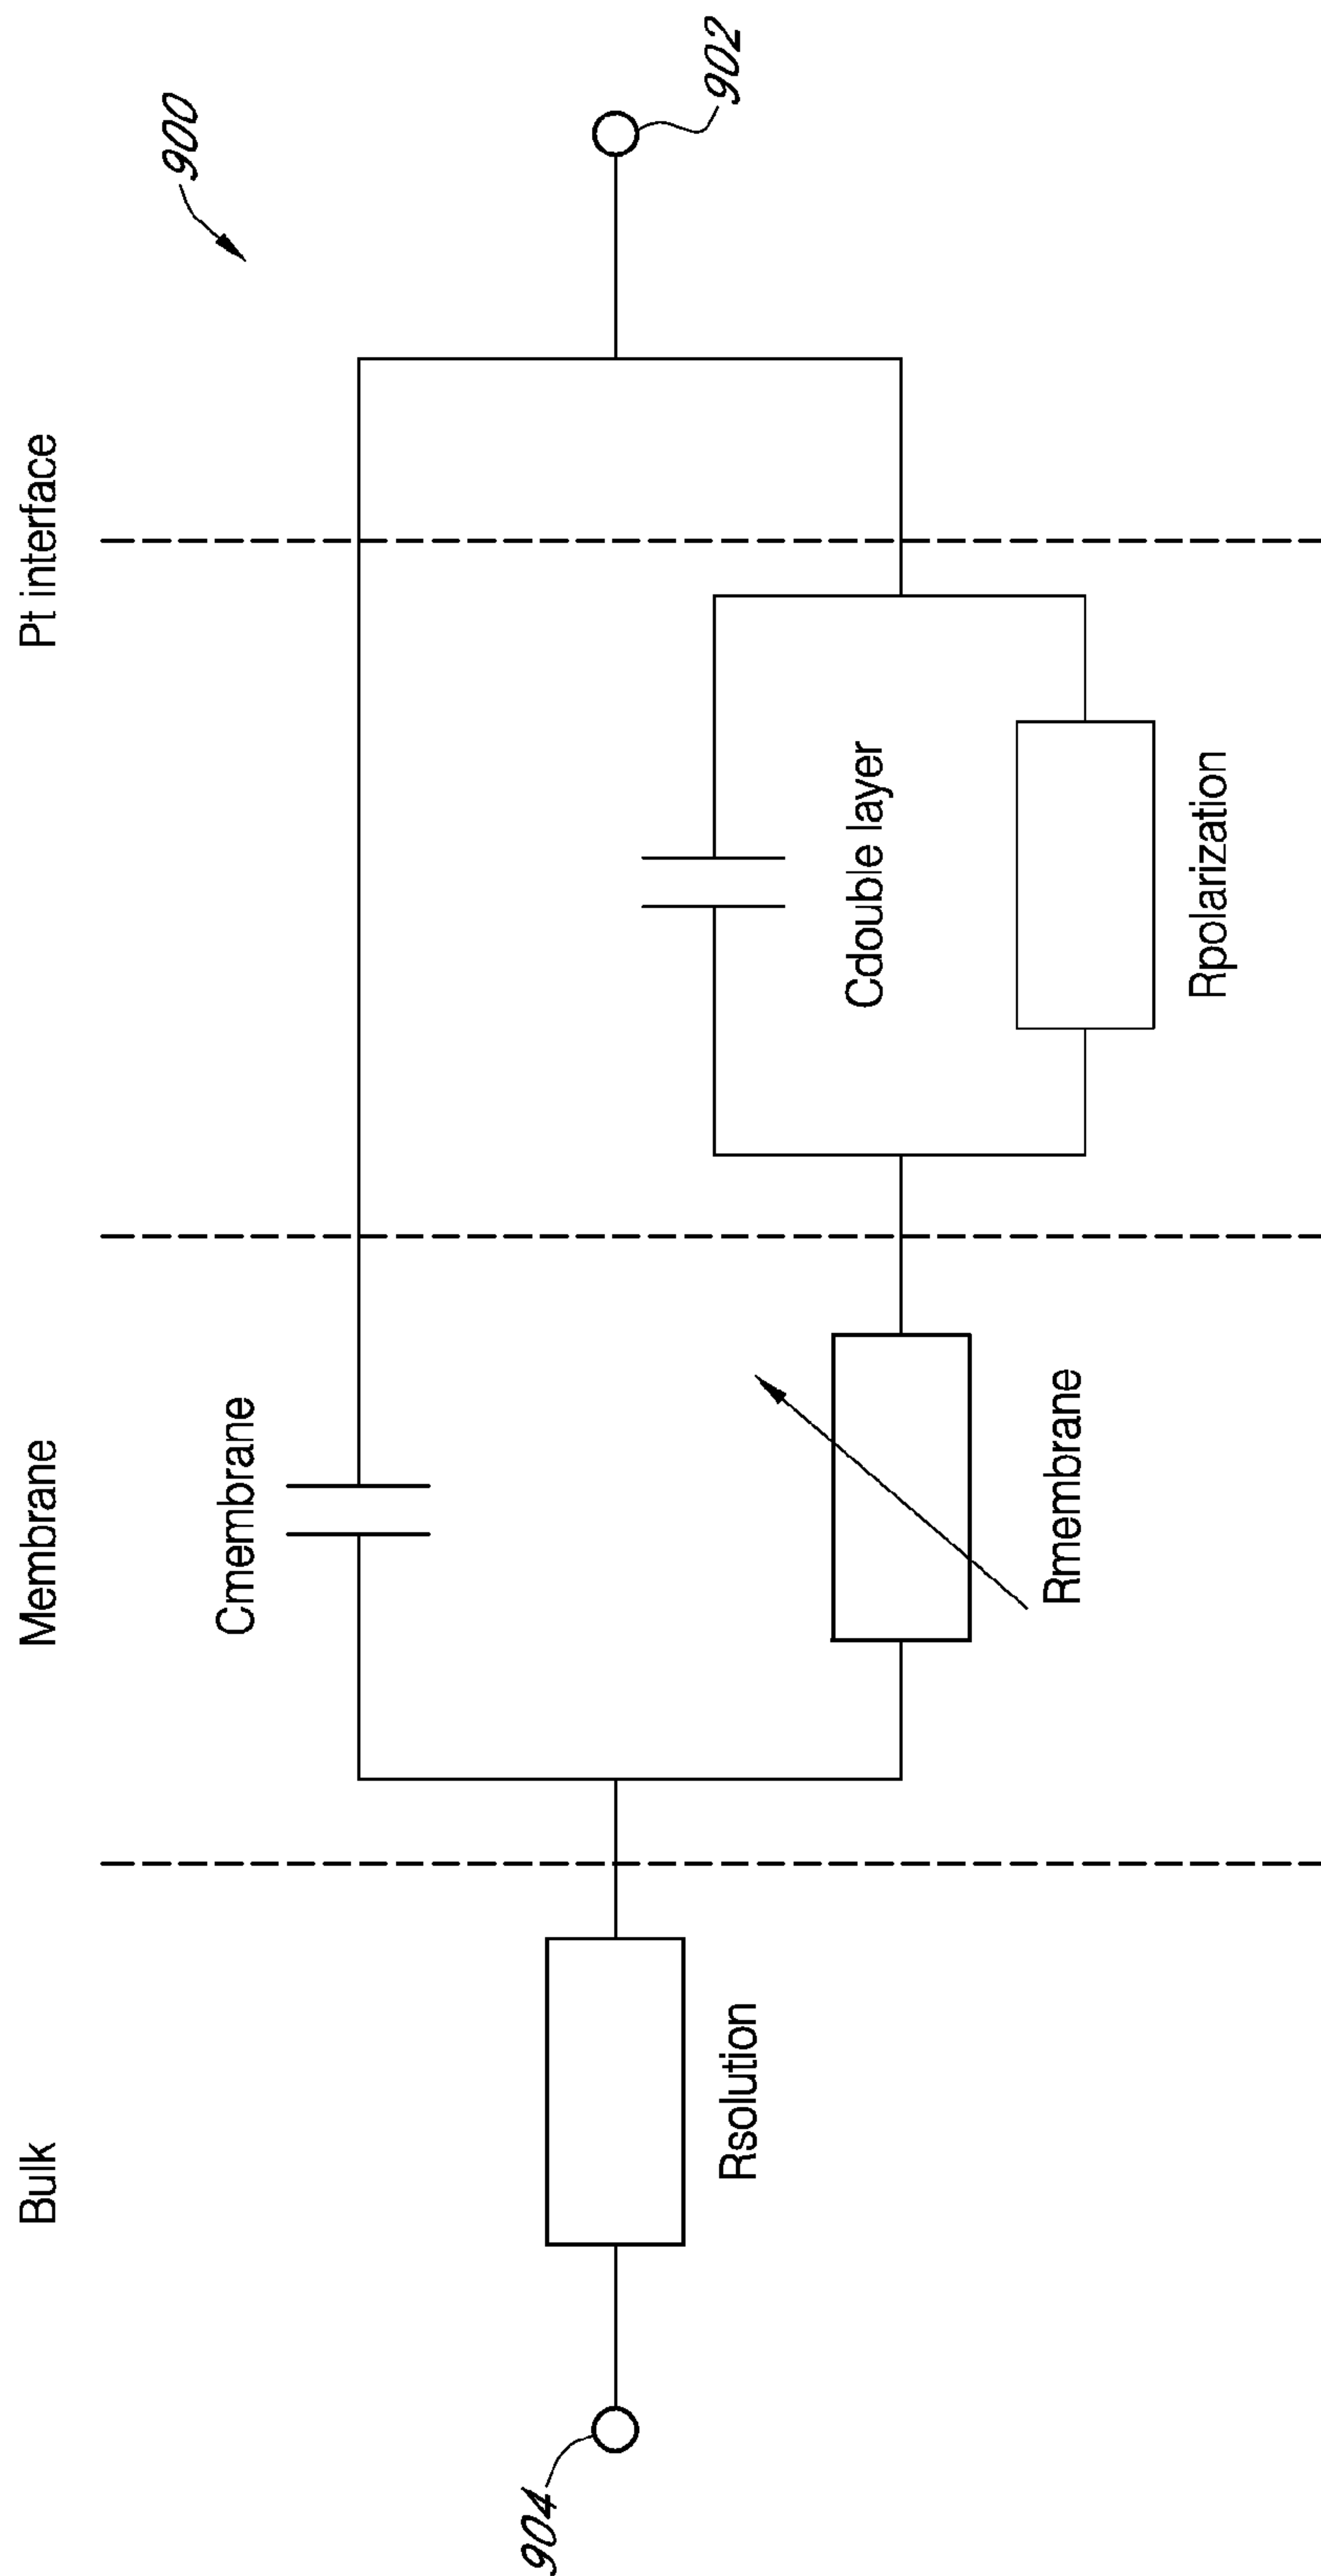 Bulk
Membrane
Pt interface
900
Cmembrane
904
902
Rsolution
Cdouble layer
Rmembrane
Rpolarization